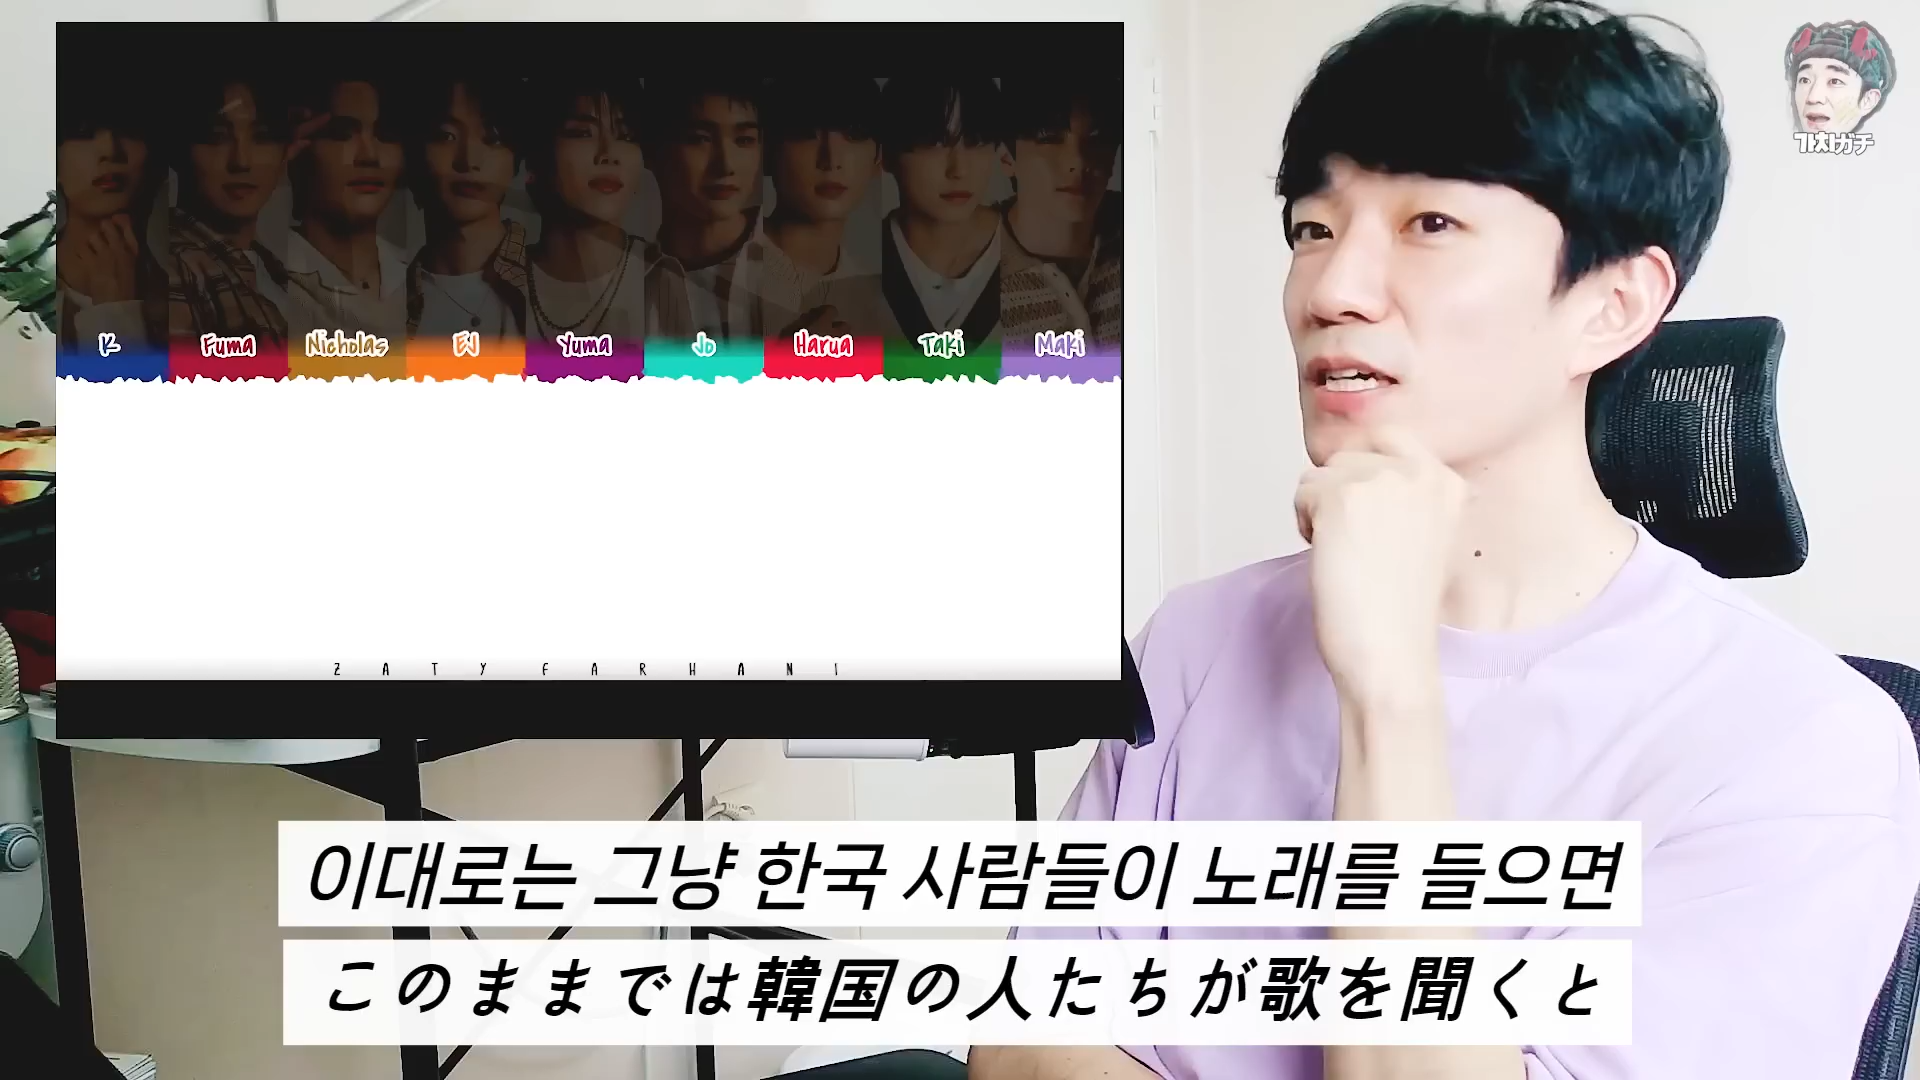 가치ガチ
K Fuma Nicholas EJ Yuma Jo Harua Taki Maki
ZATY FARHANI
이대로는 그냥 한국 사람들이 노래를 들으면
このままでは韓国の人たちが歌を聞くと